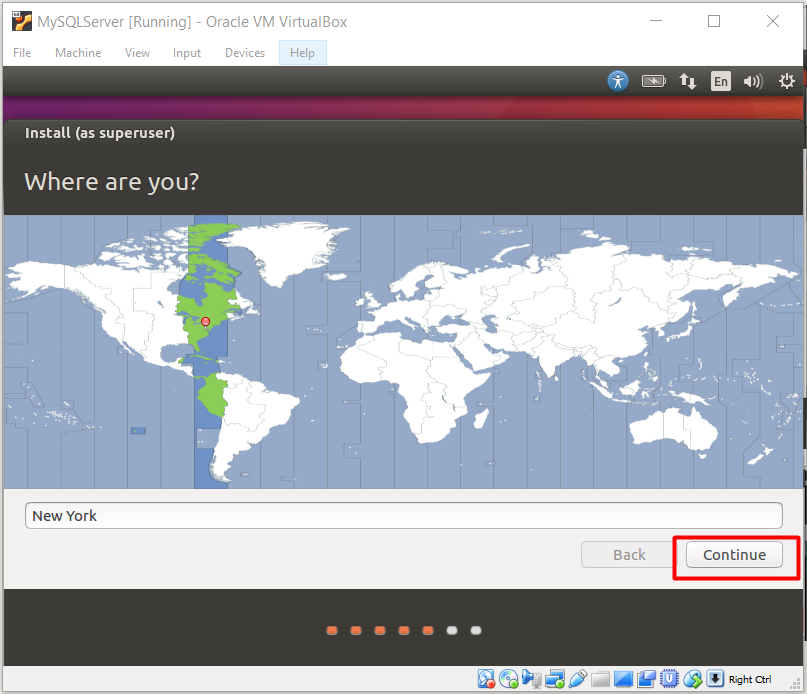 MySQLServer [Running] - Oracle VM VirtualBox
File Machine View Input Devices Help
En
Install (as superuser)
Where are you?
New York
Back Continue
Right Ctrl